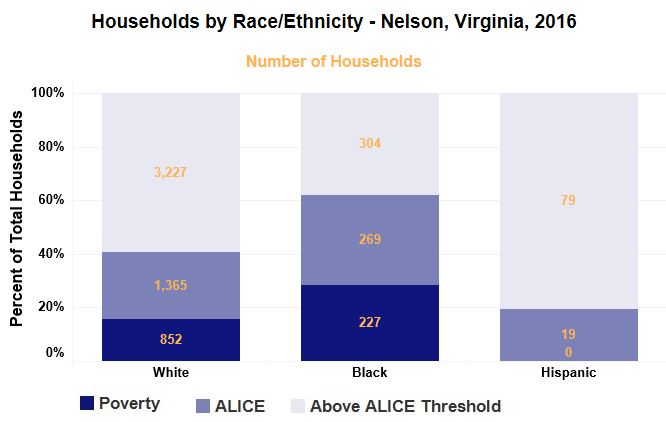 Households by Race/Ethnicity - Nelson, Virginia, 2016
Number of Households
Percent of Total Households
100%
80%
60%
40%
20%
0%
3,227
1,365
852
304
269
227
79
19
0
White
Black
Hispanic
Poverty
ALICE
Above ALICE Threshold